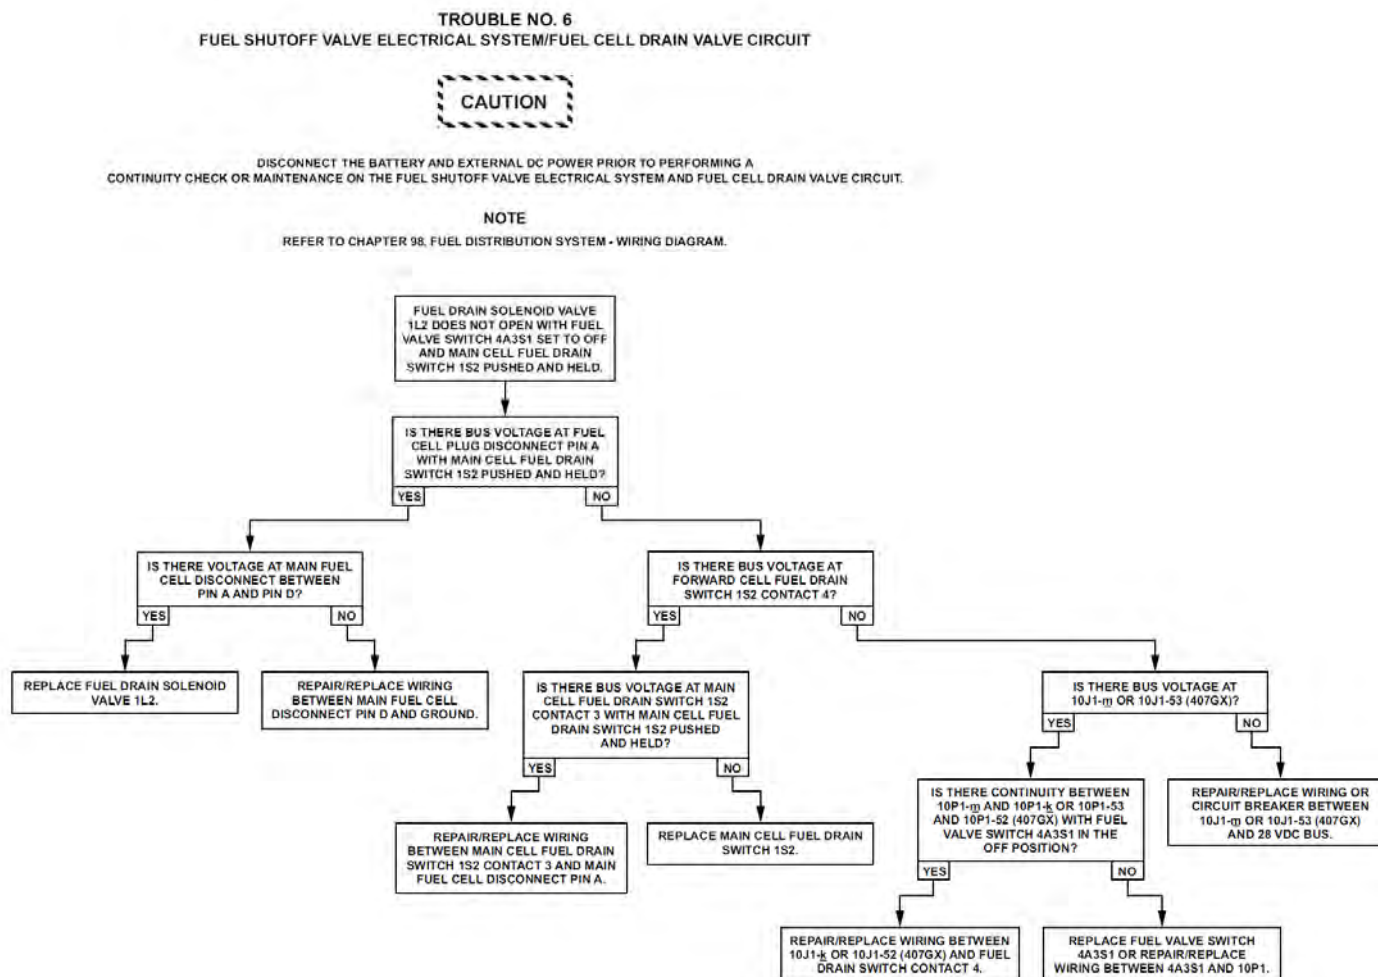 TROUBLE NO. 6
FUEL SHUTOFF VALVE ELECTRICAL SYSTEM/FUEL CELL DRAIN VALVE CIRCUIT
CAUTION
DISCONNECT THE BATTERY AND EXTERNAL DC POWER PRIOR TO PERFORMING A
CONTINUITY CHECK OR MAINTENANCE ON THE FUEL SHUTOFF VALVE ELECTRICAL SYSTEM AND FUEL CELL DRAIN VALVE CIRCUIT.
NOTE
REFER TO CHAPTER 98, FUEL DISTRIBUTION SYSTEM - WIRING DIAGRAM.
FUEL DRAIN SOLENOID VALVE
1L2 DOES NOT OPEN WITH FUEL
VALVE SWITCH 4A3S1 SET TO OFF
AND MAIN CELL FUEL DRAIN
SWITCH 1S2 PUSHED AND HELD.
IS THERE BUS VOLTAGE AT FUEL
CELL PLUG DISCONNECT PIN A
WITH MAIN CELL FUEL DRAIN
SWITCH 1S2 PUSHED AND HELD?
YES
NO
IS THERE VOLTAGE AT MAIN FUEL
CELL DISCONNECT BETWEEN
PIN A AND PIN D?
YES
NO
IS THERE BUS VOLTAGE AT
FORWARD CELL FUEL DRAIN
SWITCH 1S2 CONTACT 4?
YES
NO
REPLACE FUEL DRAIN SOLENOID
VALVE 1L2.
REPAIR/REPLACE WIRING
BETWEEN MAIN FUEL CELL
DISCONNECT PIN D AND GROUND.
IS THERE BUS VOLTAGE AT MAIN
CELL FUEL DRAIN SWITCH 1S2
CONTACT 3 WITH MAIN CELL FUEL
DRAIN SWITCH 1S2 PUSHED
AND HELD?
YES
NO
IS THERE BUS VOLTAGE AT
10J1-m OR 10J1-53 (407GX)?
YES
NO
REPAIR/REPLACE WIRING
BETWEEN MAIN CELL FUEL DRAIN
SWITCH 1S2 CONTACT 3 AND MAIN
FUEL CELL DISCONNECT PIN A.
REPLACE MAIN CELL FUEL DRAIN
SWITCH 1S2.
IS THERE CONTINUITY BETWEEN
10P1-m AND 10P1-k OR 10P1-53
AND 10P1-52 (407GX) WITH FUEL
VALVE SWITCH 4A3S1 IN THE
OFF POSITION?
YES
NO
REPAIR/REPLACE WIRING OR
CIRCUIT BREAKER BETWEEN
10J1-m OR 10J1-53 (407GX)
AND 28 VDC BUS.
REPAIR/REPLACE WIRING BETWEEN
10J1-k OR 10J1-52 (407GX) AND FUEL
DRAIN SWITCH CONTACT 4.
REPLACE FUEL VALVE SWITCH
4A3S1 OR REPAIR/REPLACE
WIRING BETWEEN 4A3S1 AND 10P1.